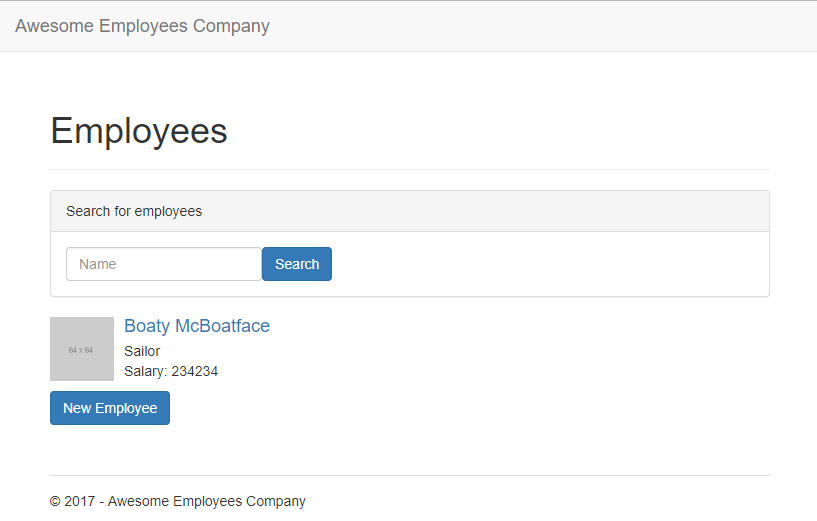 Awesome Employees Company
Employees
Search for employees
Name
Search
64 x 64
Boaty McBoatface
Sailor
Salary: 234234
New Employee
© 2017 - Awesome Employees Company